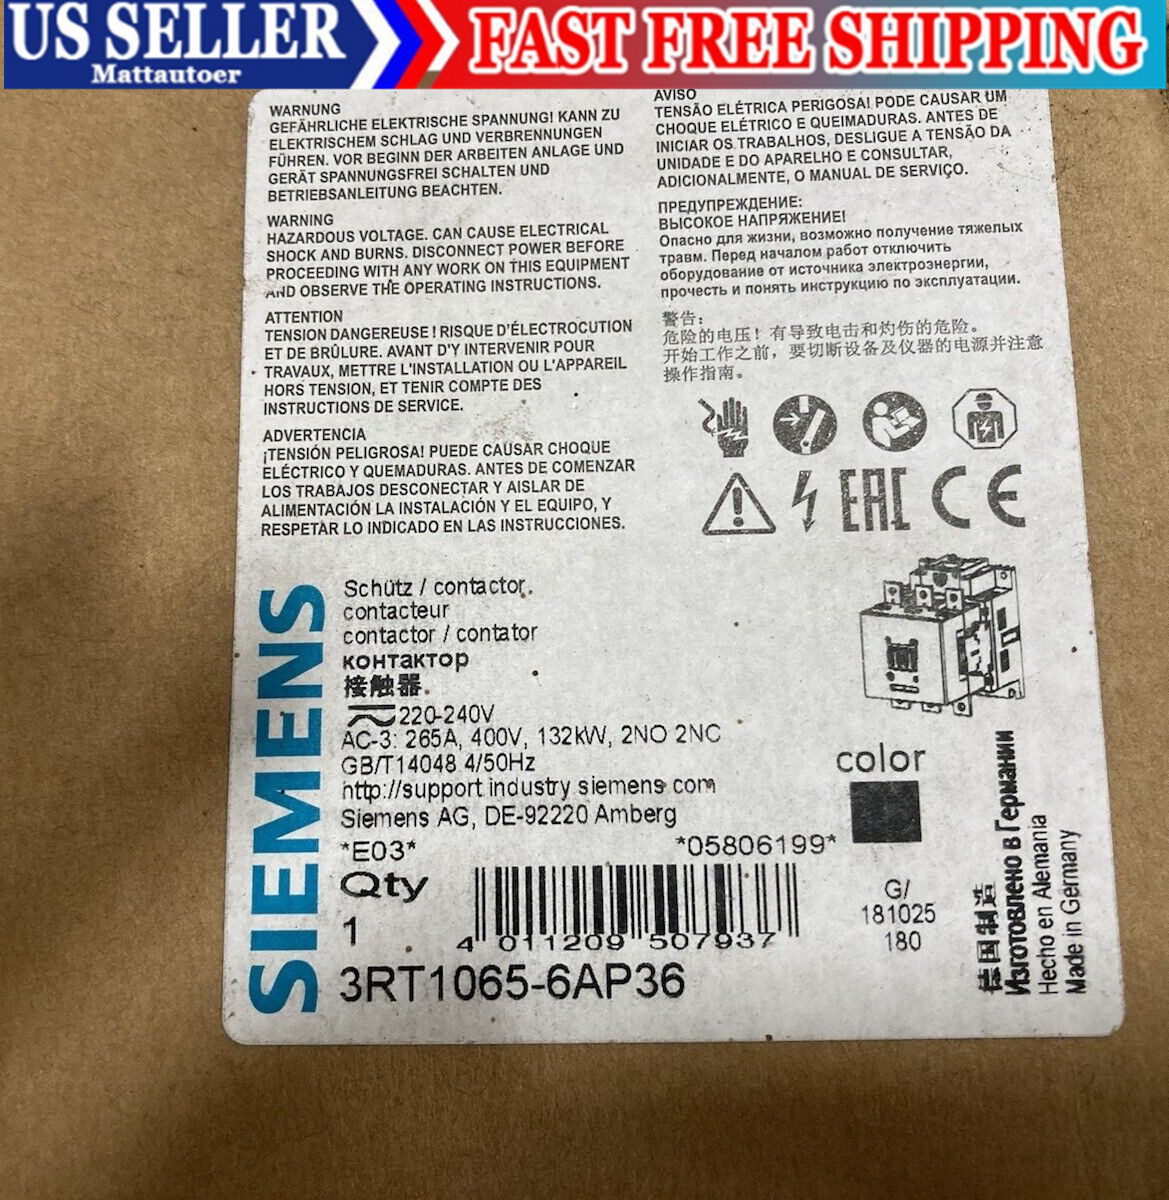 US SELLER
Mattautoer
FAST FREE SHIPPING
WARNUNG
GEFÄHRLICHE ELEKTRISCHE SPANNUNG! KANN ZU
ELEKTRISCHEM SCHLAG UND VERBRENNUNGEN
FÜHREN. VOR BEGINN DER ARBEITEN ANLAGE UND
GERÄT SPANNUNGSFREI SCHALTEN UND
BETRIEBSANLEITUNG BEACHTEN.
WARNING
HAZARDOUS VOLTAGE. CAN CAUSE ELECTRICAL
SHOCK AND BURNS. DISCONNECT POWER BEFORE
PROCEEDING WITH ANY WORK ON THIS EQUIPMENT
AND OBSERVE THE OPERATING INSTRUCTIONS.
ATTENTION
TENSION DANGEREUSE ! RISQUE D'ÉLECTROCUTION
ET DE BRÛLURE. AVANT D'Y INTERVENIR POUR
TRAVAUX, METTRE L'INSTALLATION OU L'APPAREIL
HORS TENSION, ET TENIR COMPTE DES
INSTRUCTIONS DE SERVICE.
ADVERTENCIA
¡TENSIÓN PELIGROSA! PUEDE CAUSAR CHOQUE
ELÉCTRICO Y QUEMADURAS. ANTES DE COMENZAR
LOS TRABAJOS DESCONECTAR Y AISLAR DE
ALIMENTACIÓN LA INSTALACIÓN Y EL EQUIPO, Y
RESPETAR LO INDICADO EN LAS INSTRUCCIONES.
AVISO
TENSÃO ELÉTRICA PERIGOSA! PODE CAUSAR UM
CHOQUE ELÉTRICO E QUEIMADURAS. ANTES DE
INICIAR OS TRABALHOS, DESLIGUE A TENSÃO DA
UNIDADE E DO APARELHO E CONSULTAR,
ADICIONALMENTE, O MANUAL DE SERVIÇO.
ПРЕДУПРЕЖДЕНИЕ:
ВЫСОКОЕ НАПРЯЖЕНИЕ!
Опасно для жизни, возможно получение тяжелых
травм. Перед началом работ отключить
оборудование от источника электроэнергии,
прочесть и понять инструкцию по эксплуатации.
警告：
危险的电压！有导致电击和灼伤的危险。
开始工作之前，要切断设备及仪器的电源并注意
操作指南。
EAC CE
SIEMENS
Schütz / contactor
contacteur
contactor / contator
контактор
接触器
220-240V
AC-3: 265A, 400V, 132kW, 2NO 2NC
GB/T14048.4/50Hz
http://support.industry.siemens.com
Siemens AG, DE-92220 Amberg
*E03* *05806199*
Qty
1
4 011209 507937
3RT1065-6AP36
color
G/
181025
180
德国制造
Изготовлено в Германии
Hecho en Alemania
Made in Germany